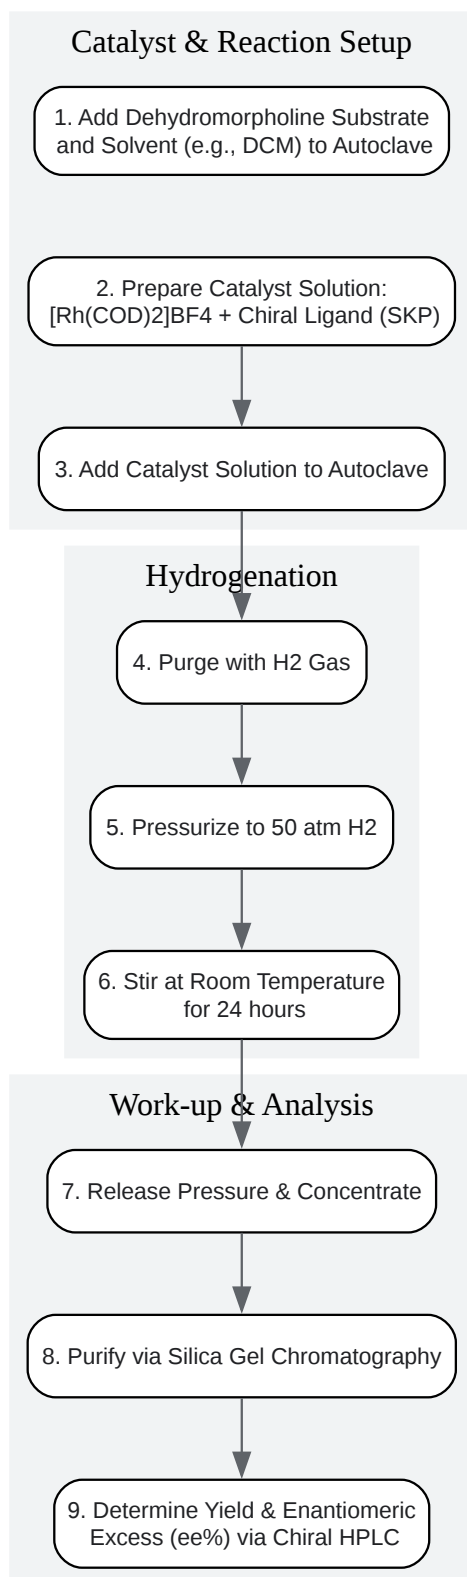 Catalyst & Reaction Setup
1. Add Dehydromorpholine Substrate
and Solvent (e.g., DCM) to Autoclave
2. Prepare Catalyst Solution:
[Rh(COD)2]BF4 + Chiral Ligand (SKP)
3. Add Catalyst Solution to Autoclave
Hydrogenation
4. Purge with H2 Gas
5. Pressurize to 50 atm H2
6. Stir at Room Temperature
for 24 hours
Work-up & Analysis
7. Release Pressure & Concentrate
8. Purify via Silica Gel Chromatography
9. Determine Yield & Enantiomeric
Excess (ee%) via Chiral HPLC